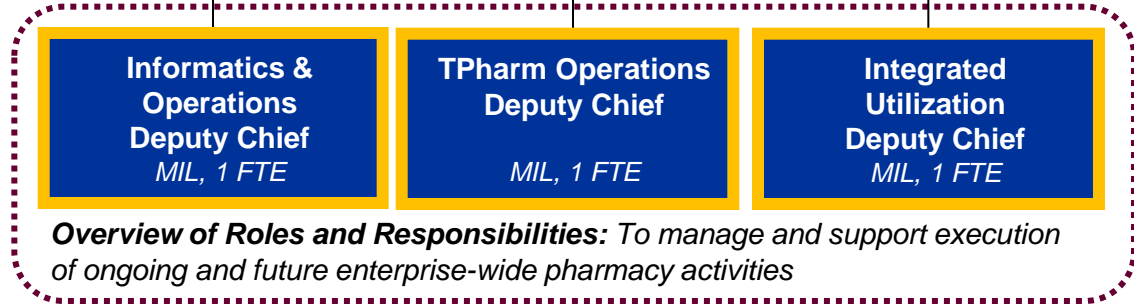 Informatics &
Operations
Deputy Chief
MIL, 1 FTE
TPharm Operations
Deputy Chief
MIL, 1 FTE
Integrated
Utilization
Deputy Chief
MIL, 1 FTE
Overview of Roles and Responsibilities: To manage and support execution
of ongoing and future enterprise-wide pharmacy activities